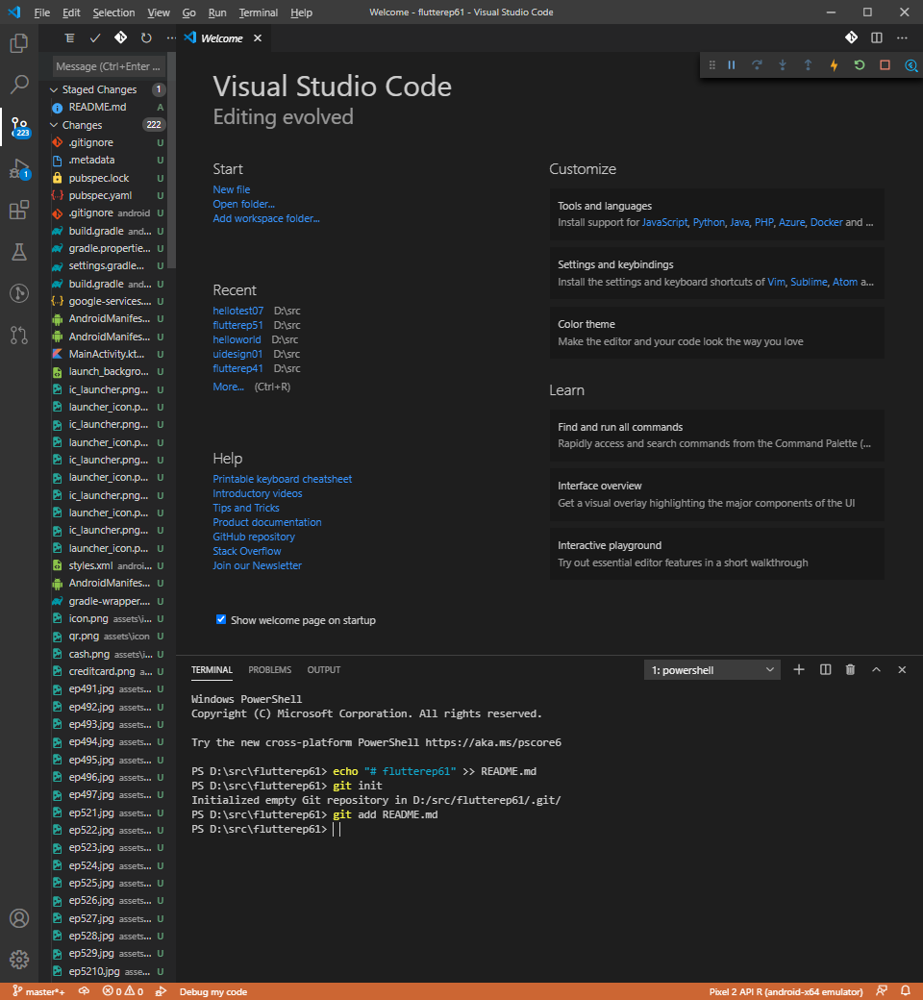 File Edit Selection View Go Run Terminal Help Welcome - flutterep61 - Visual Studio Code
Welcome
Message (Ctrl+Enter ...
Staged Changes 1
README.md A
Changes 222
.gitignore U
.metadata U
pubspec.lock U
pubspec.yaml U
.gitignore android U
build.gradle and... U
gradle.propertie... U
settings.gradle... U
build.gradle and... U
google-services.... U
AndroidManifes... U
AndroidManifes... U
MainActivity.kt... U
launch_backgro... U
ic_launcher.png... U
launcher_icon.p... U
ic_launcher.png... U
launcher_icon.p... U
ic_launcher.png... U
launcher_icon.p... U
ic_launcher.png... U
launcher_icon.p... U
ic_launcher.png... U
launcher_icon.p... U
styles.xml androi... U
AndroidManifes... U
gradle-wrapper.... U
icon.png assets\i... U
qr.png assets\icon U
cash.png assets\i... U
creditcard.png a... U
ep491.jpg assets... U
ep492.jpg assets... U
ep493.jpg assets... U
ep494.jpg assets... U
ep495.jpg assets... U
ep496.jpg assets... U
ep497.jpg assets... U
ep521.jpg assets... U
ep522.jpg assets... U
ep523.jpg assets... U
ep524.jpg assets... U
ep525.jpg assets... U
ep526.jpg assets... U
ep527.jpg assets... U
ep528.jpg assets... U
ep529.jpg assets... U
ep5210.jpg asse... U
223
1
Visual Studio Code
Editing evolved
Start
New file
Open folder...
Add workspace folder...
Recent
hellotest07 D:\src
flutterep51 D:\src
helloworld D:\src
uidesign01 D:\src
flutterep41 D:\src
More... (Ctrl+R)
Help
Printable keyboard cheatsheet
Introductory videos
Tips and Tricks
Product documentation
GitHub repository
Stack Overflow
Join our Newsletter
Show welcome page on startup
Customize
Tools and languages
Install support for JavaScript, Python, Java, PHP, Azure, Docker and ...
Settings and keybindings
Install the settings and keyboard shortcuts of Vim, Sublime, Atom a...
Color theme
Make the editor and your code look the way you love
Learn
Find and run all commands
Rapidly access and search commands from the Command Palette (...
Interface overview
Get a visual overlay highlighting the major components of the UI
Interactive playground
Try out essential editor features in a short walkthrough
TERMINAL PROBLEMS OUTPUT 1: powershell
Windows PowerShell
Copyright (C) Microsoft Corporation. All rights reserved.
Try the new cross-platform PowerShell https://aka.ms/pscore6
PS D:\src\flutterep61> echo "# flutterep61" >> README.md
PS D:\src\flutterep61> git init
Initialized empty Git repository in D:/src/flutterep61/.git/
PS D:\src\flutterep61> git add README.md
PS D:\src\flutterep61>
master*+ 0 0 Debug my code Pixel 2 API R (android-x64 emulator)